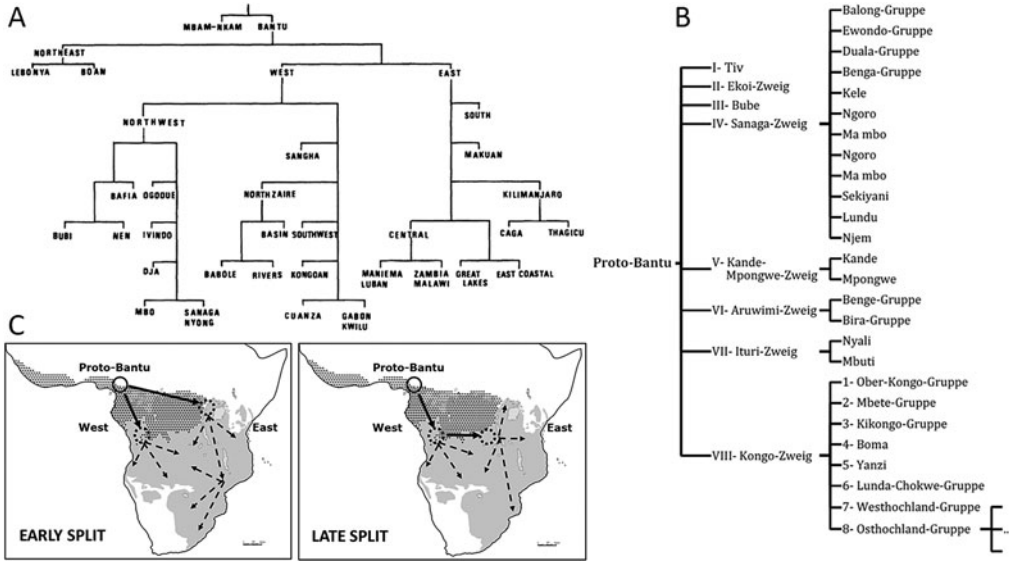 A
MBAM-NKAM
BANTU
NORTHEAST
LEBONYA
BOAN
WEST
EAST
NORTHWEST
SOUTH
SANGHA
MAKUAN
BAFIA
OGOOUE
NORTH ZAIRE
KILIMANJARO
BUBI
NEN
IVINDO
BASIN
SOUTHWEST
CENTRAL
CAGA
THAGICU
DJA
BABOLE
RIVERS
KONGOAN
MANIEMA
LUBAN
ZAMBIA
MALAWI
GREAT
LAKES
EAST COASTAL
MBO
SANAGA
NYONG
CUANZA
GABON
KWILU
B
Proto-Bantu
I- Tiv
II- Ekoi-Zweig
III- Bube
IV- Sanaga-Zweig
Balong-Gruppe
Ewondo-Gruppe
Duala-Gruppe
Benga-Gruppe
Kele
Ngoro
Ma mbo
Ngoro
Ma mbo
Sekiyani
Lundu
Njem
V- Kande-
Mpongwe-Zweig
Kande
Mpongwe
VI- Aruwimi-Zweig
Benge-Gruppe
Bira-Gruppe
VII- Ituri-Zweig
Nyali
Mbuti
VIII- Kongo-Zweig
1- Ober-Kongo-Gruppe
2- Mbete-Gruppe
3- Kikongo-Gruppe
4- Boma
5- Yanzi
6- Lunda-Chokwe-Gruppe
7- Westhochland-Gruppe
8- Osthochland-Gruppe
...
C
Proto-Bantu
West
East
EARLY SPLIT
Proto-Bantu
West
East
LATE SPLIT